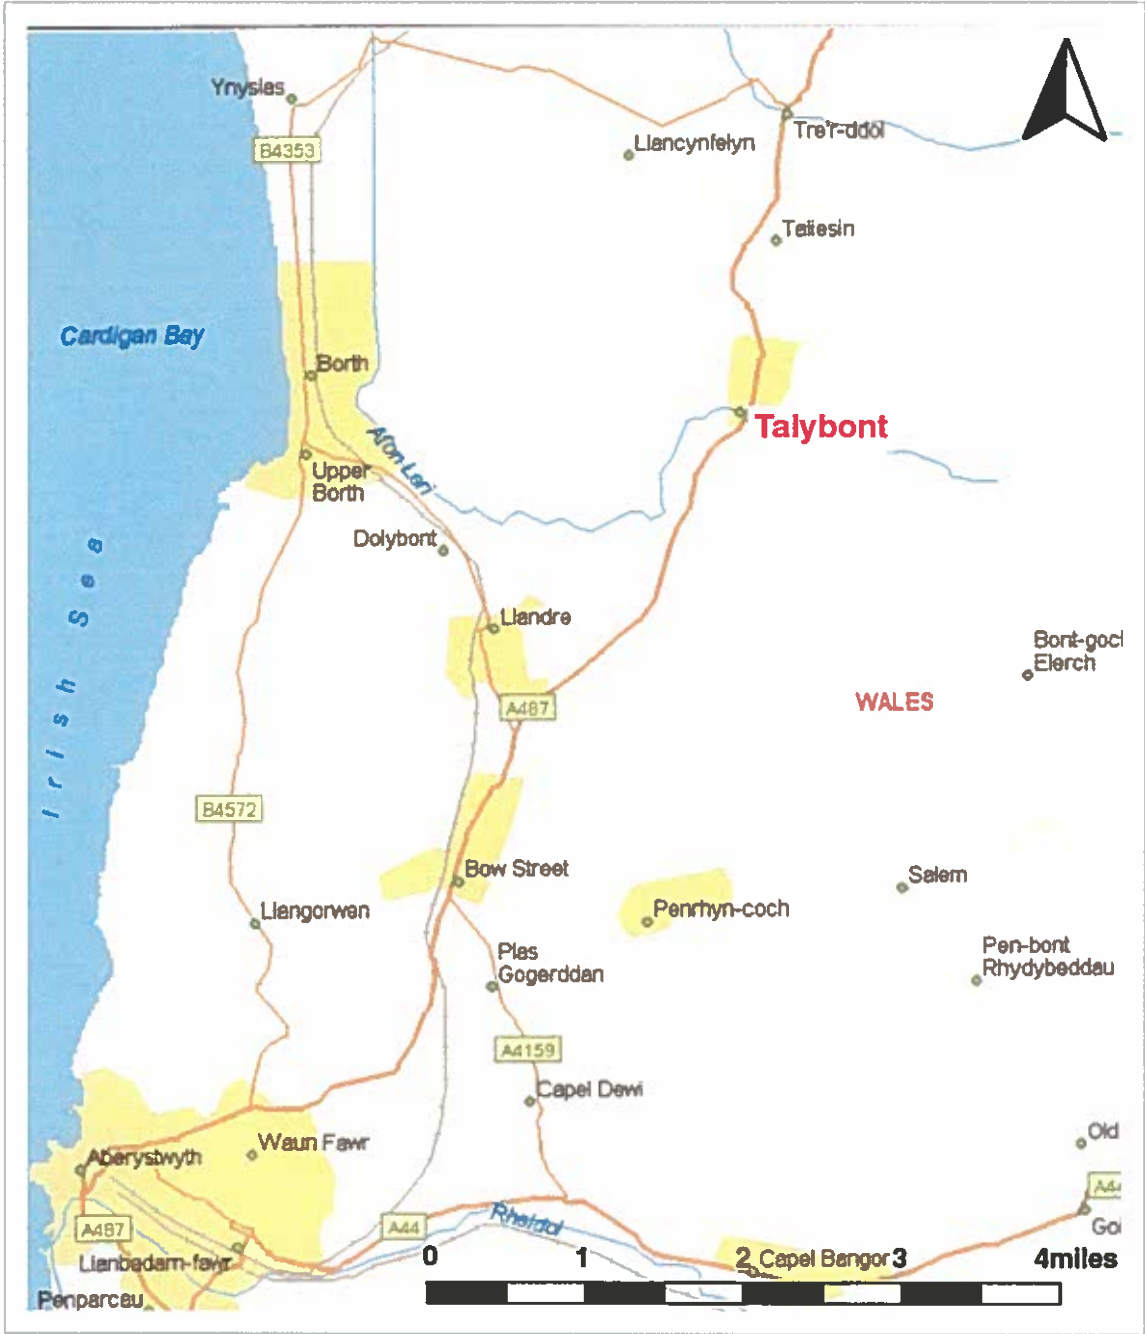 Ynyslas
B4353
Llancynfelyn
Tre'r-ddol
Taliesin
Cardigan Bay
Borth
Talybont
Afon Leri
Upper
Borth
Dolybont
Irish Sea
Llandre
Bont-goch
Elerch
A487
WALES
B4572
Bow Street
Salem
Llangorwen
Penrhyn-coch
Plas
Gogerddan
Pen-bont
Rhydybeddau
A4159
Capel Dewi
Old
Waun Fawr
Aberystwyth
A44
Rheidol
A487
A44
Goi
Llanbadarn-fawr
0 1 2 3 4miles
Capel Bangor
Penparcau